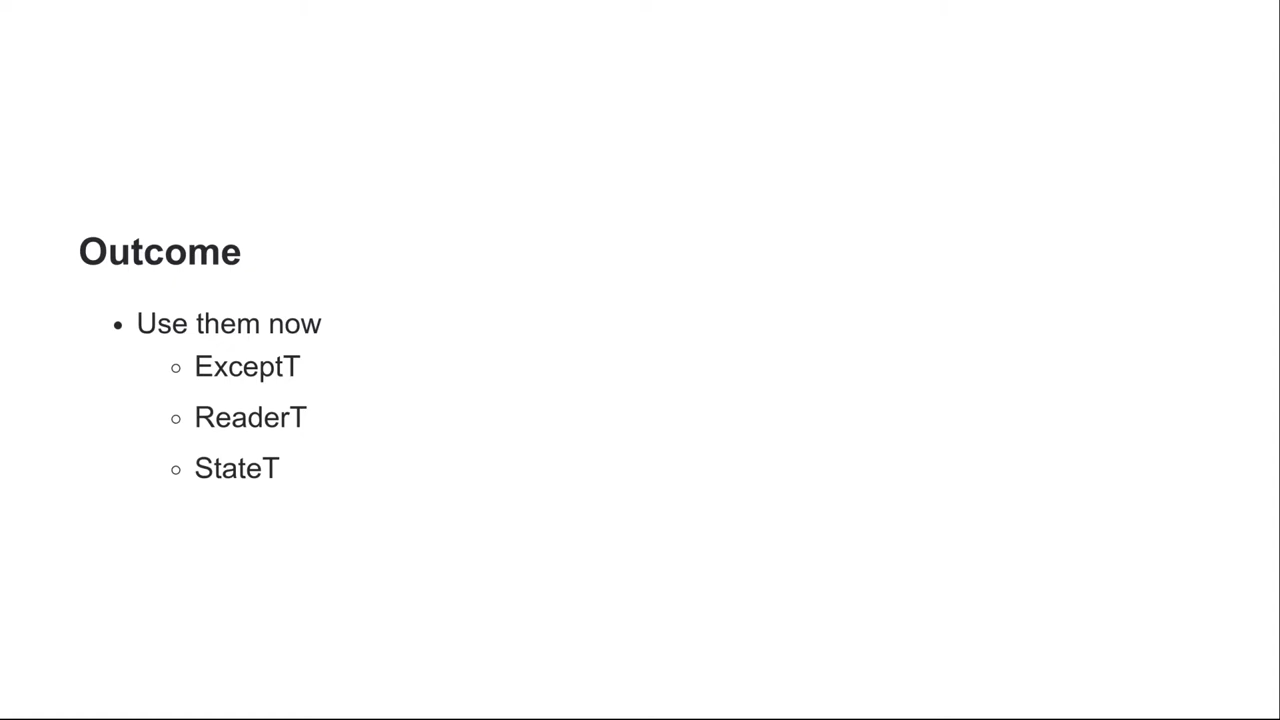 Outcome
• Use them now
◦ ExceptT
◦ ReaderT
◦ StateT